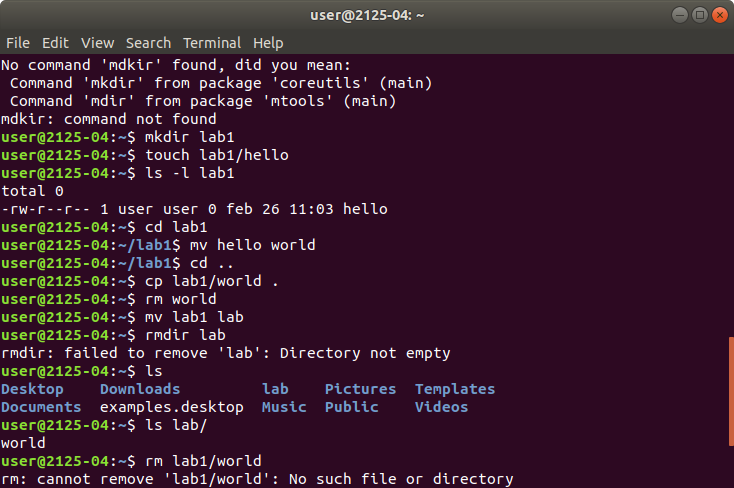 user@2125-04: ~
File Edit View Search Terminal Help
No command 'mdkir' found, did you mean:
 Command 'mkdir' from package 'coreutils' (main)
 Command 'mdir' from package 'mtools' (main)
mdkir: command not found
user@2125-04:~$ mkdir lab1
user@2125-04:~$ touch lab1/hello
user@2125-04:~$ ls -l lab1
total 0
-rw-r--r-- 1 user user 0 feb 26 11:03 hello
user@2125-04:~$ cd lab1
user@2125-04:~/lab1$ mv hello world
user@2125-04:~/lab1$ cd ..
user@2125-04:~$ cp lab1/world .
user@2125-04:~$ rm world
user@2125-04:~$ mv lab1 lab
user@2125-04:~$ rmdir lab
rmdir: failed to remove 'lab': Directory not empty
user@2125-04:~$ ls
Desktop    Downloads         lab    Pictures  Templates
Documents  examples.desktop  Music  Public    Videos
user@2125-04:~$ ls lab/
world
user@2125-04:~$ rm lab1/world
rm: cannot remove 'lab1/world': No such file or directory